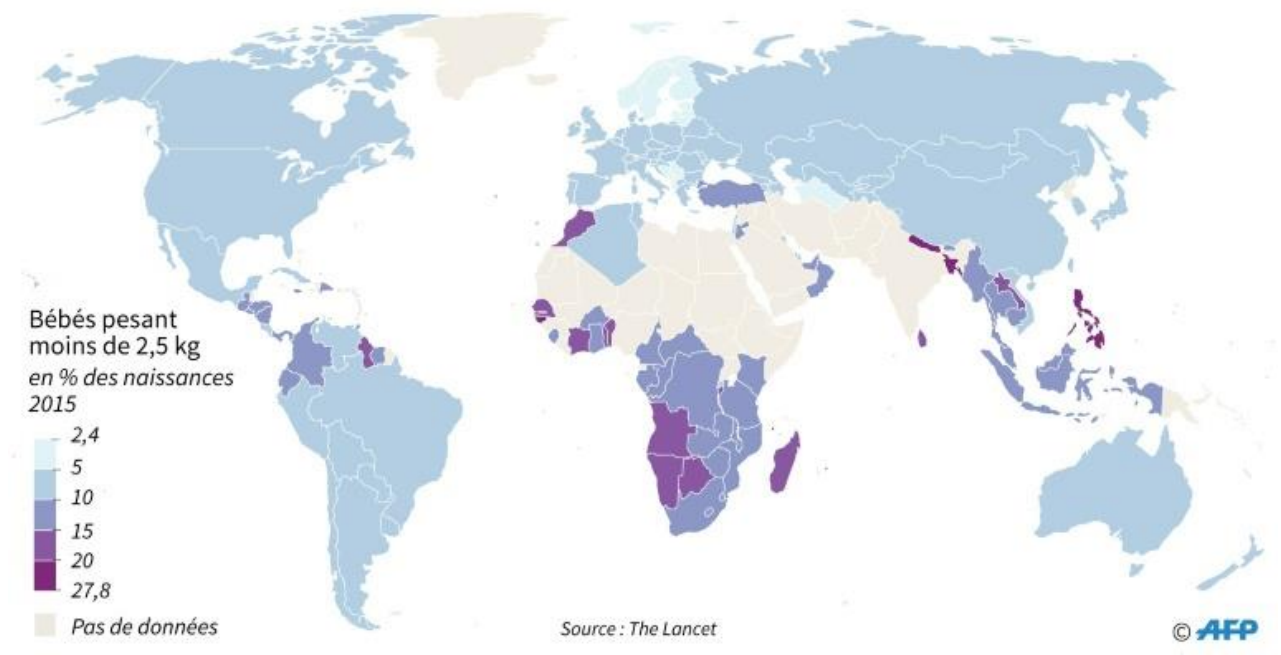 Bébés pesant
moins de 2,5 kg
en % des naissances
2015
2,4
5
10
15
20
27,8
Pas de données
Source : The Lancet
© AFP